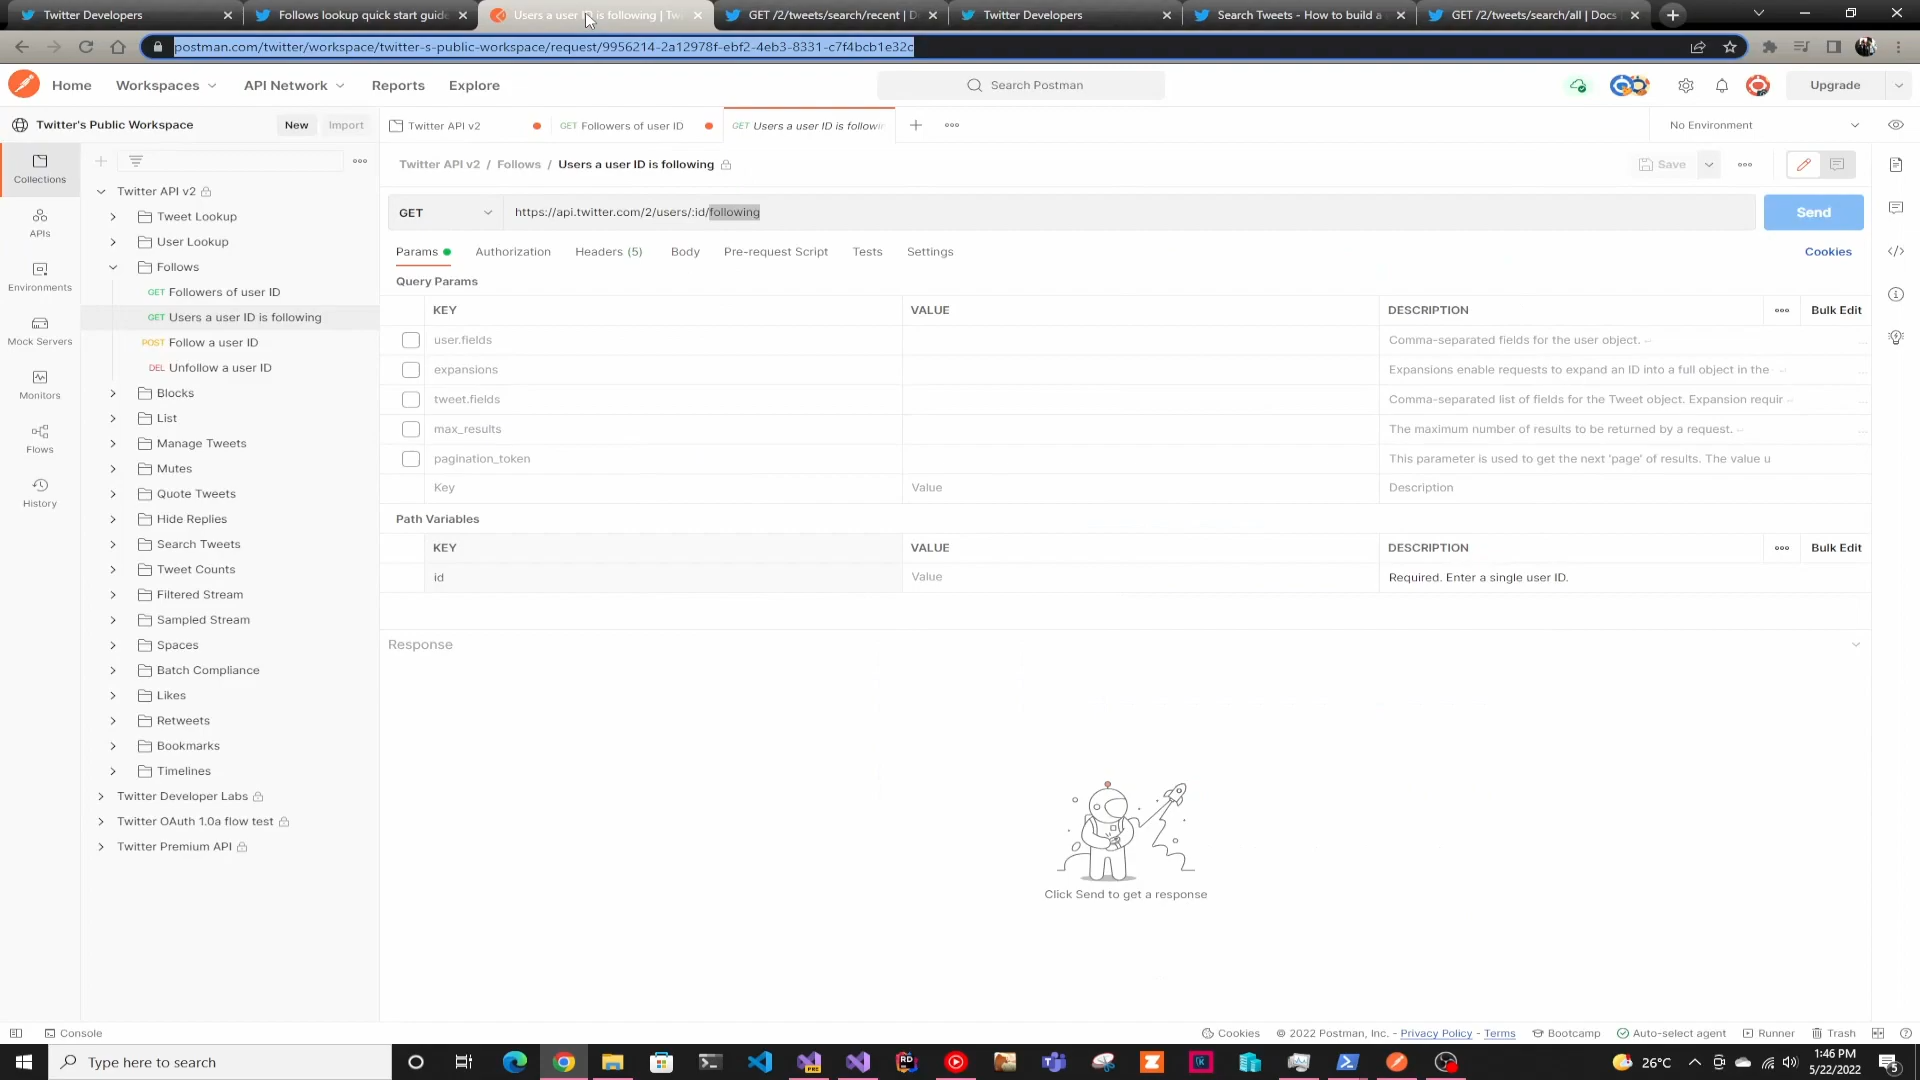 Twitter Developers
Follows lookup quick start guide
Users a user ID is following | Tw
GET /2/tweets/search/recent | D
Twitter Developers
Search Tweets - How to build a
GET /2/tweets/search/all | Docs
postman.com/twitter/workspace/twitter-s-public-workspace/request/9956214-2a12978f-ebf2-4eb3-8331-c7f4bcb1e32c
Home
Workspaces
API Network
Reports
Explore
Search Postman
Upgrade
Twitter's Public Workspace
New
Import
Twitter API v2
GET Followers of user ID
GET Users a user ID is followin
No Environment
Collections
APIs
Environments
Mock Servers
Monitors
Flows
History
Twitter API v2
Tweet Lookup
User Lookup
Follows
GET Followers of user ID
GET Users a user ID is following
POST Follow a user ID
DEL Unfollow a user ID
Blocks
List
Manage Tweets
Mutes
Quote Tweets
Hide Replies
Search Tweets
Tweet Counts
Filtered Stream
Sampled Stream
Spaces
Batch Compliance
Likes
Retweets
Bookmarks
Timelines
Twitter Developer Labs
Twitter OAuth 1.0a flow test
Twitter Premium API
Twitter API v2 / Follows / Users a user ID is following
Save
GET
https://api.twitter.com/2/users/:id/following
Send
Params
Authorization
Headers (5)
Body
Pre-request Script
Tests
Settings
Cookies
Query Params
KEY VALUE DESCRIPTION Bulk Edit
user.fields Comma-separated fields for the user object.
expansions Expansions enable requests to expand an ID into a full object in the
tweet.fields Comma-separated list of fields for the Tweet object. Expansion requir
max_results The maximum number of results to be returned by a request.
pagination_token This parameter is used to get the next 'page' of results. The value u
Key Value Description
Path Variables
KEY VALUE DESCRIPTION Bulk Edit
id Value Required. Enter a single user ID.
Response
Click Send to get a response
Console
Cookies
© 2022 Postman, Inc. - Privacy Policy - Terms
Bootcamp
Auto-select agent
Runner
Trash
Type here to search
PRE
RD
26°C
1:46 PM
5/22/2022
5